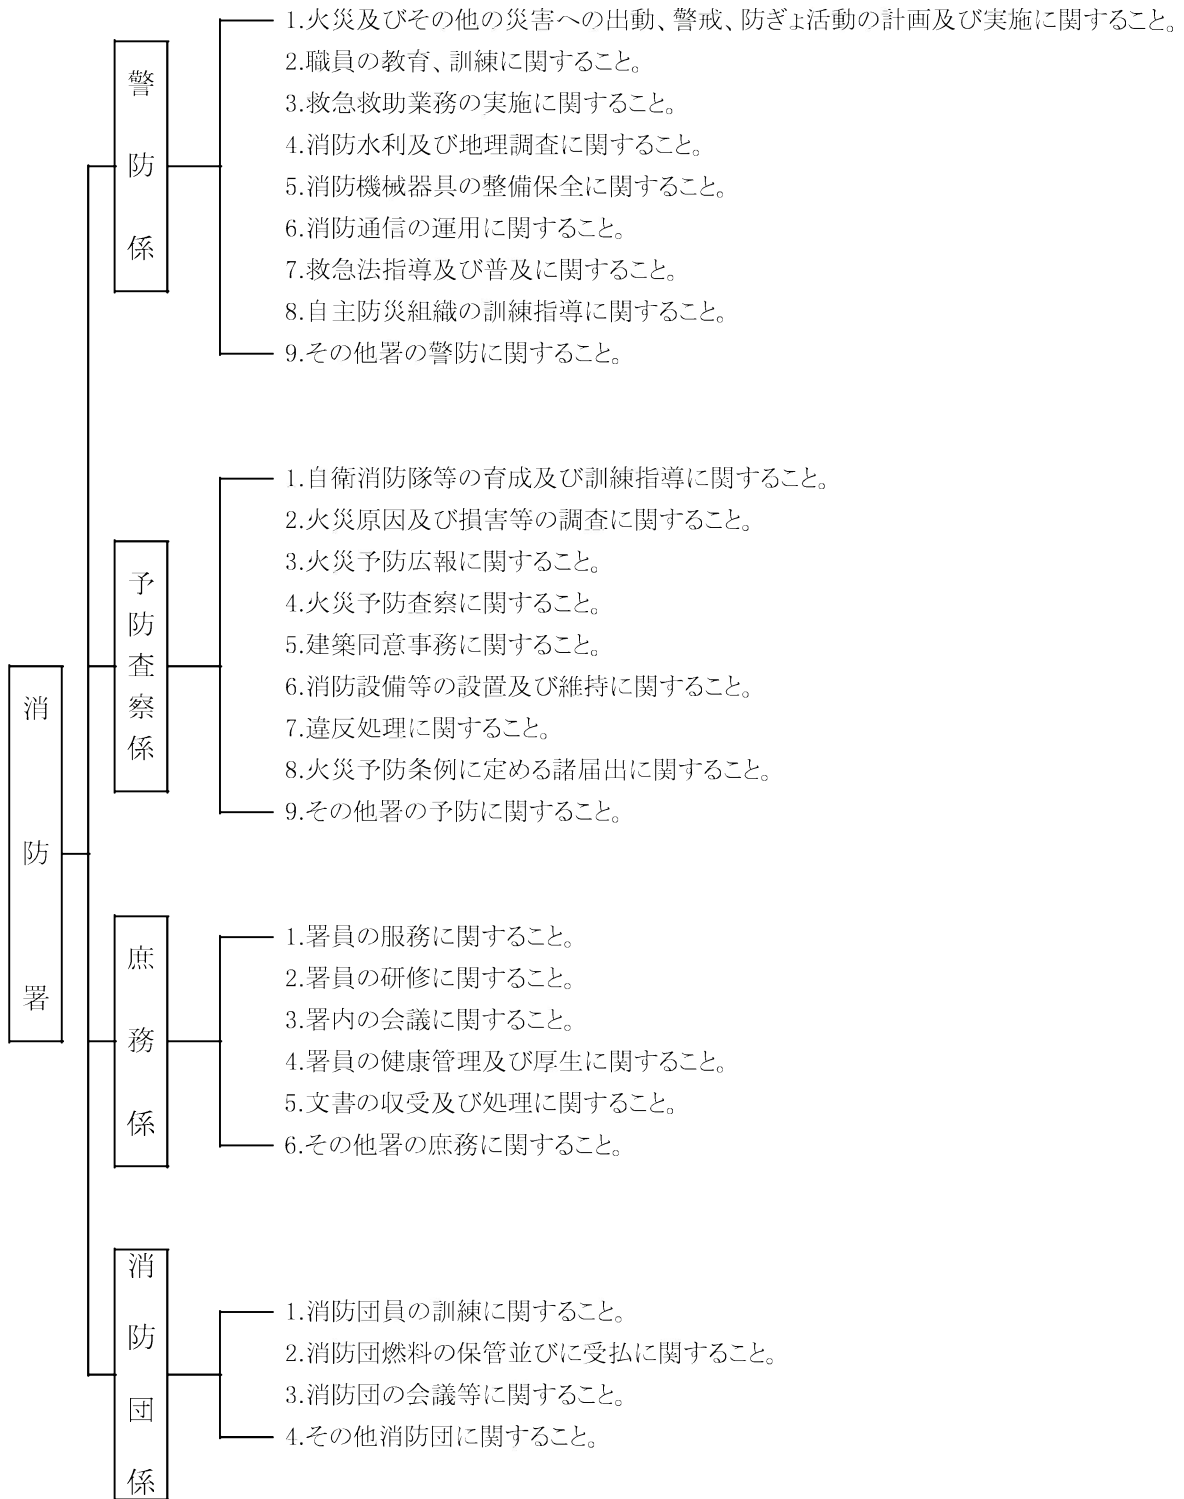 消防署
警防係
1.火災及びその他の災害への出動、警戒、防ぎょ活動の計画及び実施に関すること。
2.職員の教育、訓練に関すること。
3.救急救助業務の実施に関すること。
4.消防水利及び地理調査に関すること。
5.消防機械器具の整備保全に関すること。
6.消防通信の運用に関すること。
7.救急法指導及び普及に関すること。
8.自主防災組織の訓練指導に関すること。
9.その他署の警防に関すること。
予防査察係
1.自衛消防隊等の育成及び訓練指導に関すること。
2.火災原因及び損害等の調査に関すること。
3.火災予防広報に関すること。
4.火災予防査察に関すること。
5.建築同意事務に関すること。
6.消防設備等の設置及び維持に関すること。
7.違反処理に関すること。
8.火災予防条例に定める諸届出に関すること。
9.その他署の予防に関すること。
庶務係
1.署員の服務に関すること。
2.署員の研修に関すること。
3.署内の会議に関すること。
4.署員の健康管理及び厚生に関すること。
5.文書の収受及び処理に関すること。
6.その他署の庶務に関すること。
消防団係
1.消防団員の訓練に関すること。
2.消防団燃料の保管並びに受払に関すること。
3.消防団の会議等に関すること。
4.その他消防団に関すること。